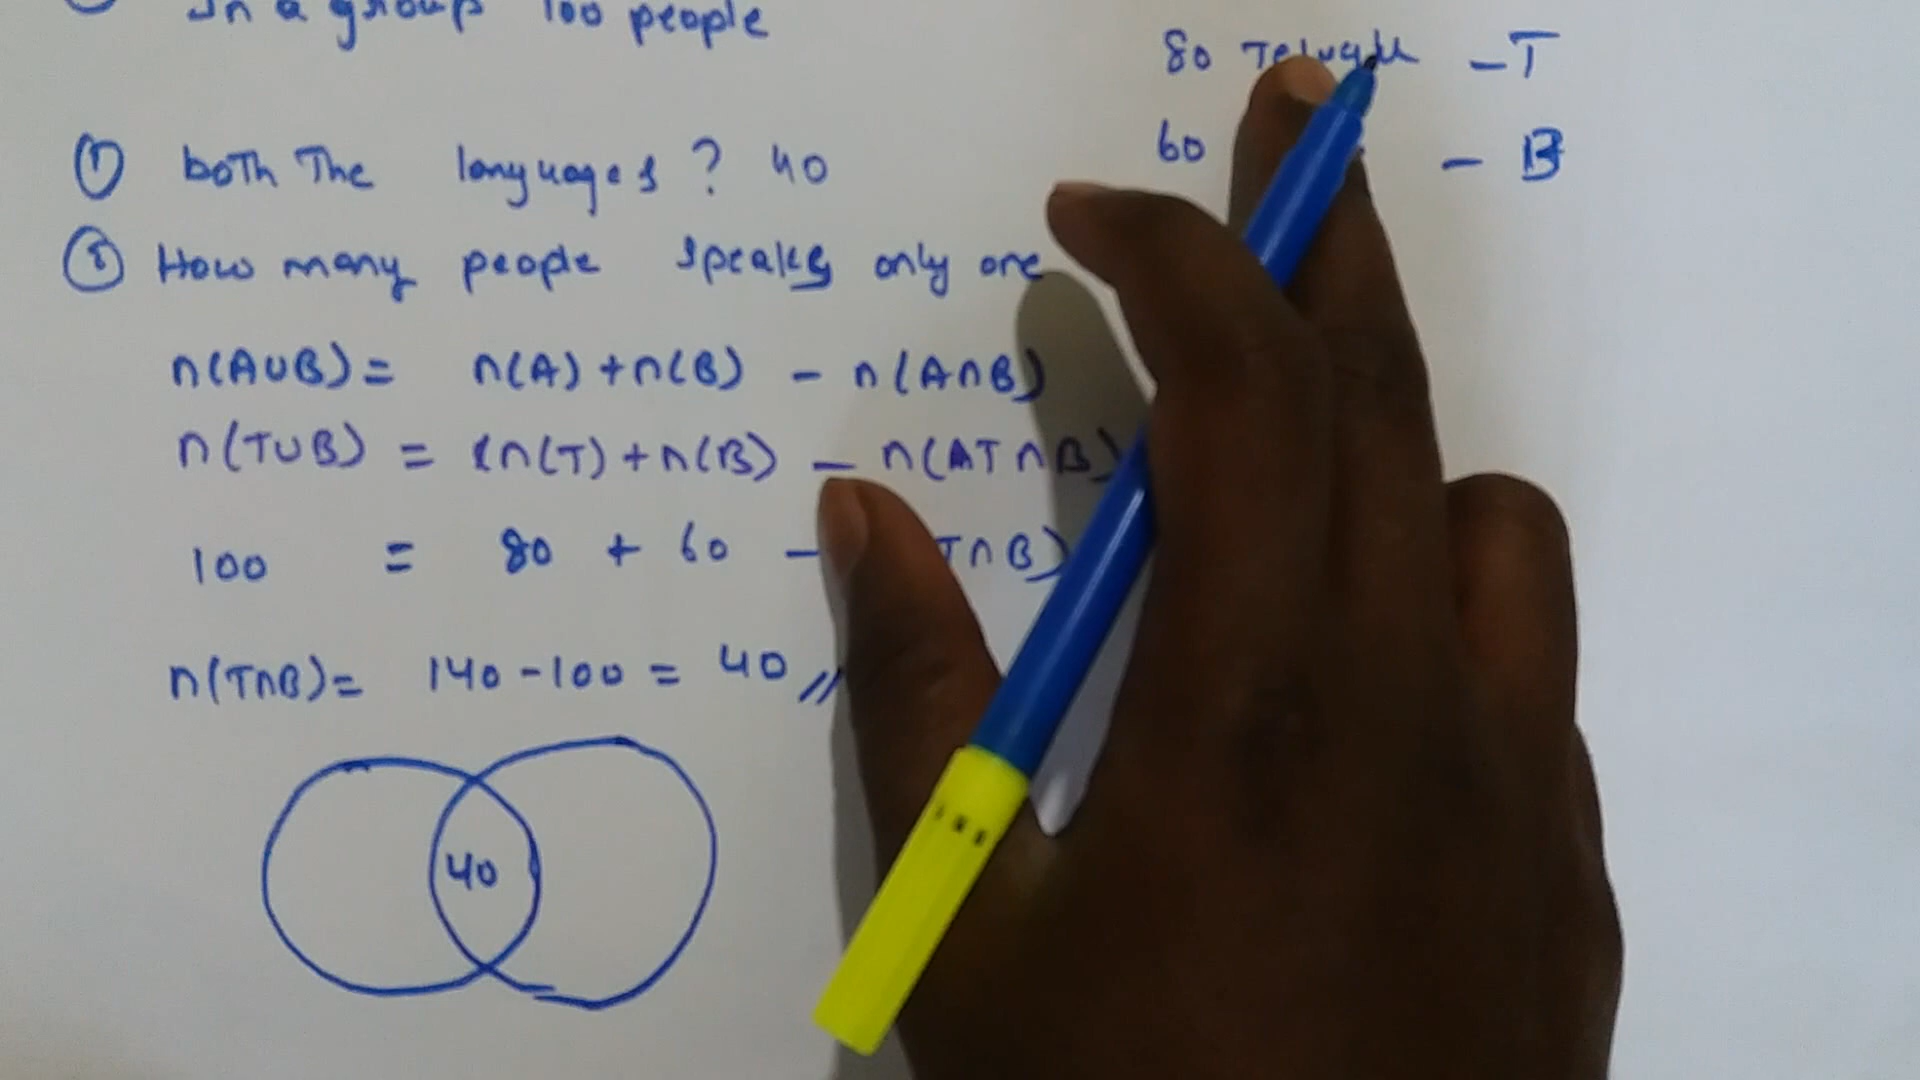 In a group 100 people
80 Telugu - T
60 - B
① both The languages ? 40
② How many people speaks only one
n(A∪B) = n(A) + n(B) - n(A∩B)
n(T∪B) = n(T) + n(B) - n(AT∩B)
100 = 80 + 60 - T∩B)
n(T∩B) = 140 - 100 = 40 //
40